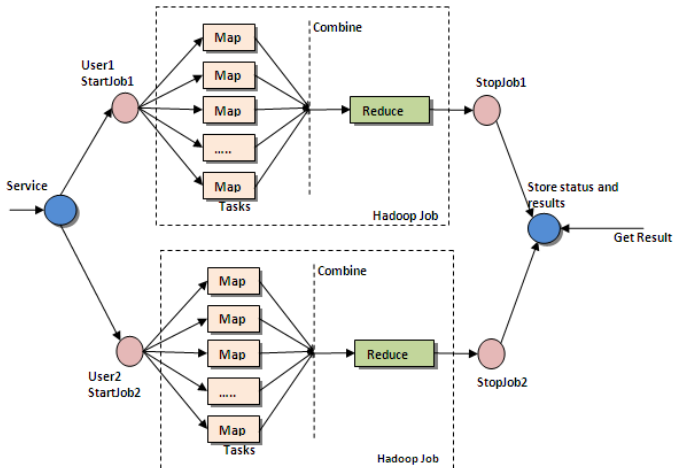 Combine
Map
User1
StartJob1
Map
StopJob1
Map
Reduce
.....
Service
Map
Tasks
Hadoop Job
Store status and
results
Get Result
Combine
Map
Map
Map
Reduce
User2
StartJob2
.....
StopJob2
Map
Tasks
Hadoop Job